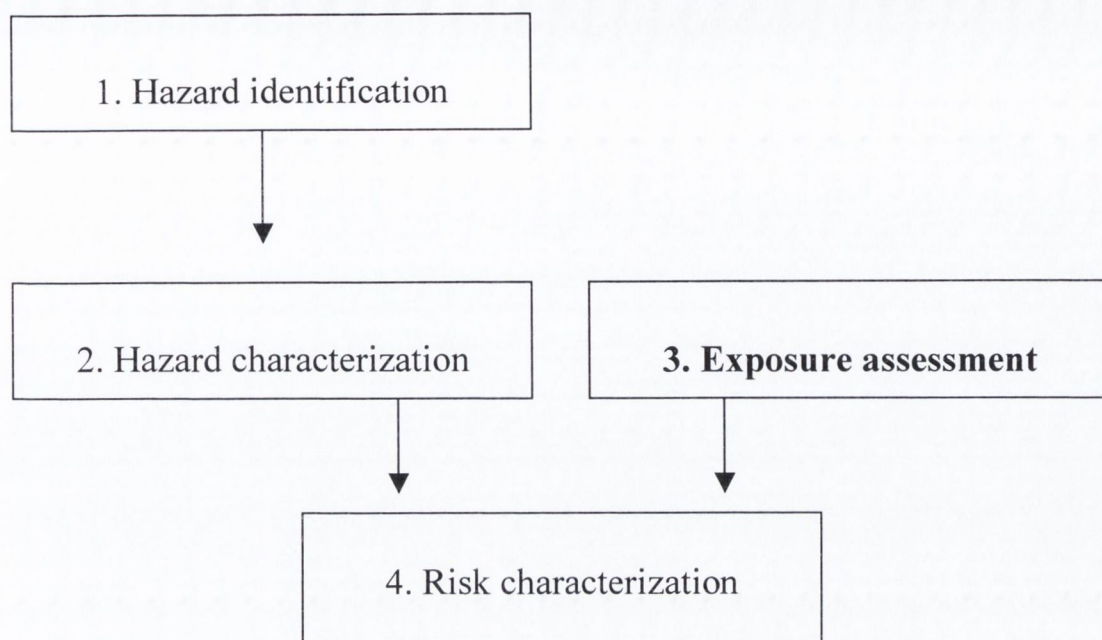 1. Hazard identification
2. Hazard characterization
3. Exposure assessment
4. Risk characterization